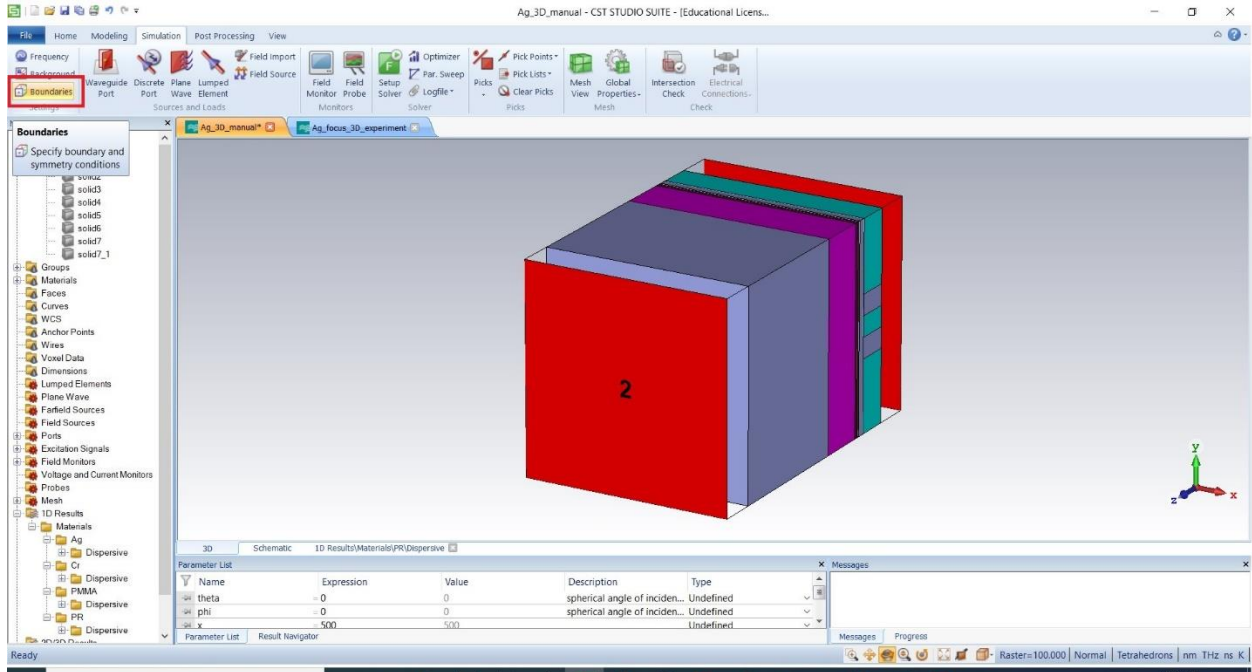 Ag_3D_manual - CST STUDIO SUITE - [Educational Licens...
File Home Modeling Simulation Post Processing View
Frequency
Background
Boundaries
Settings
Waveguide Port
Discrete Port
Plane Wave
Lumped Element
Field Import
Field Source
Sources and Loads
Field Monitor
Field Probe
Monitors
Setup Solver
Optimizer
Par. Sweep
Logfile
Solver
Picks
Pick Points
Pick Lists
Clear Picks
Picks
Mesh View
Global Properties
Mesh
Intersection Check
Electrical Connections
Check
Boundaries
Specify boundary and
symmetry conditions
Ag_3D_manual* Ag_focus_3D_experiment
solid2
solid3
solid4
solid5
solid6
solid7
solid7_1
Groups
Materials
Faces
Curves
WCS
Anchor Points
Wires
Voxel Data
Dimensions
Lumped Elements
Plane Wave
Farfield Sources
Field Sources
Ports
Excitation Signals
Field Monitors
Voltage and Current Monitors
Probes
Mesh
1D Results
Materials
Ag
Dispersive
Cr
Dispersive
PMMA
Dispersive
PR
Dispersive
2D/3D Results
2
y
z x
3D Schematic 1D Results\Materials\PR\Dispersive
Parameter List
Name Expression Value Description Type
theta = 0 0 spherical angle of inciden... Undefined
phi = 0 0 spherical angle of inciden... Undefined
x = 500 500 Undefined
Parameter List Result Navigator
Messages
Messages Progress
Ready
Raster=100.000 Normal Tetrahedrons nm THz ns K